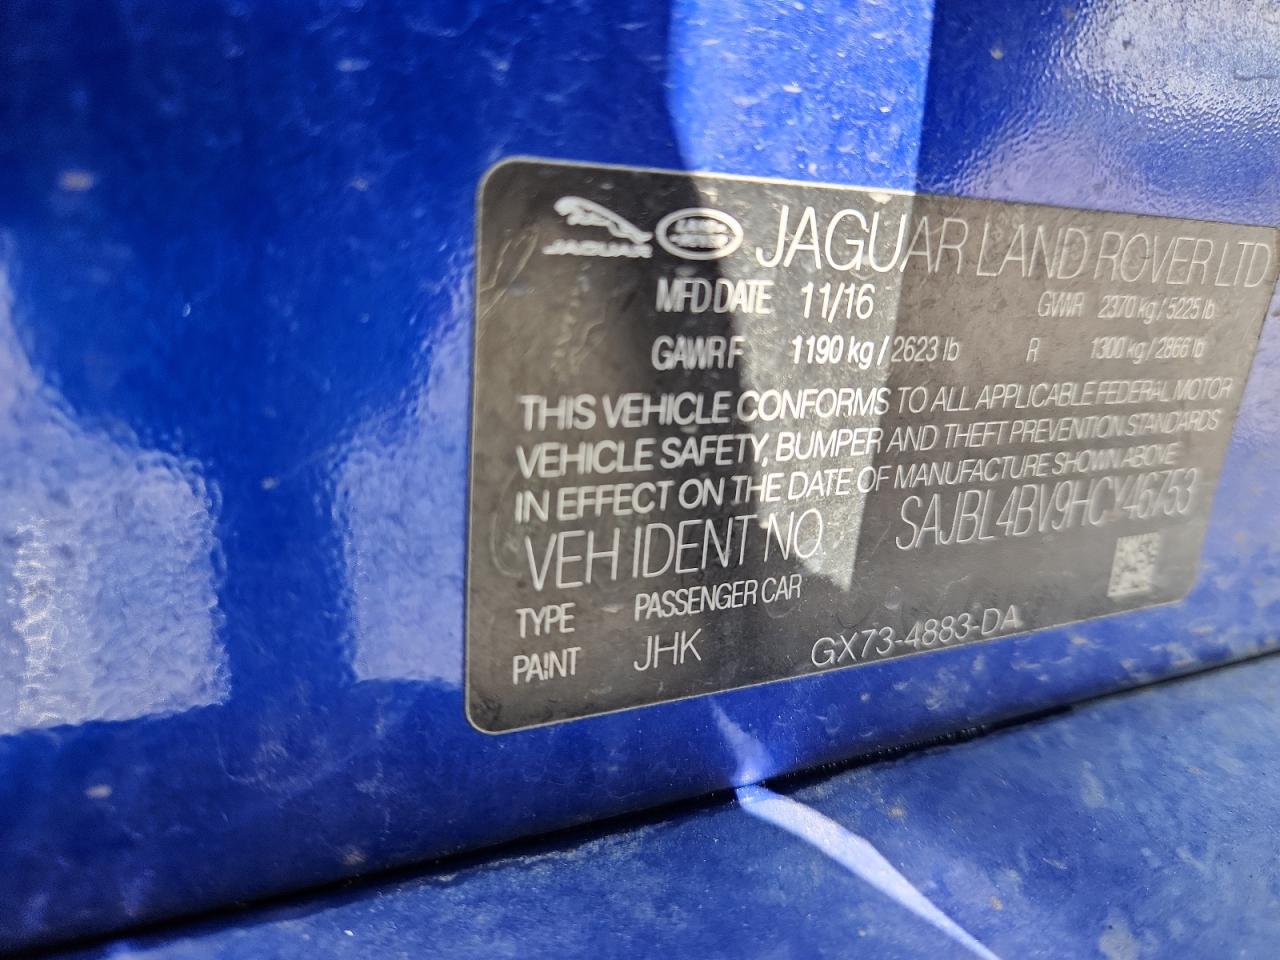 JAGUAR LAND ROVER JAGUAR LAND ROVER LTD
MFD DATE 11/16 GVWR 2370 kg / 5225 lb
GAWR F 1190 kg / 2623 lb R 1300 kg / 2866 lb
THIS VEHICLE CONFORMS TO ALL APPLICABLE FEDERAL MOTOR
VEHICLE SAFETY, BUMPER AND THEFT PREVENTION STANDARDS
IN EFFECT ON THE DATE OF MANUFACTURE SHOWN ABOVE
VEH IDENT NO. SAJBL4BV9HCY46753
TYPE PASSENGER CAR
PAINT JHK GX73-4883-DA